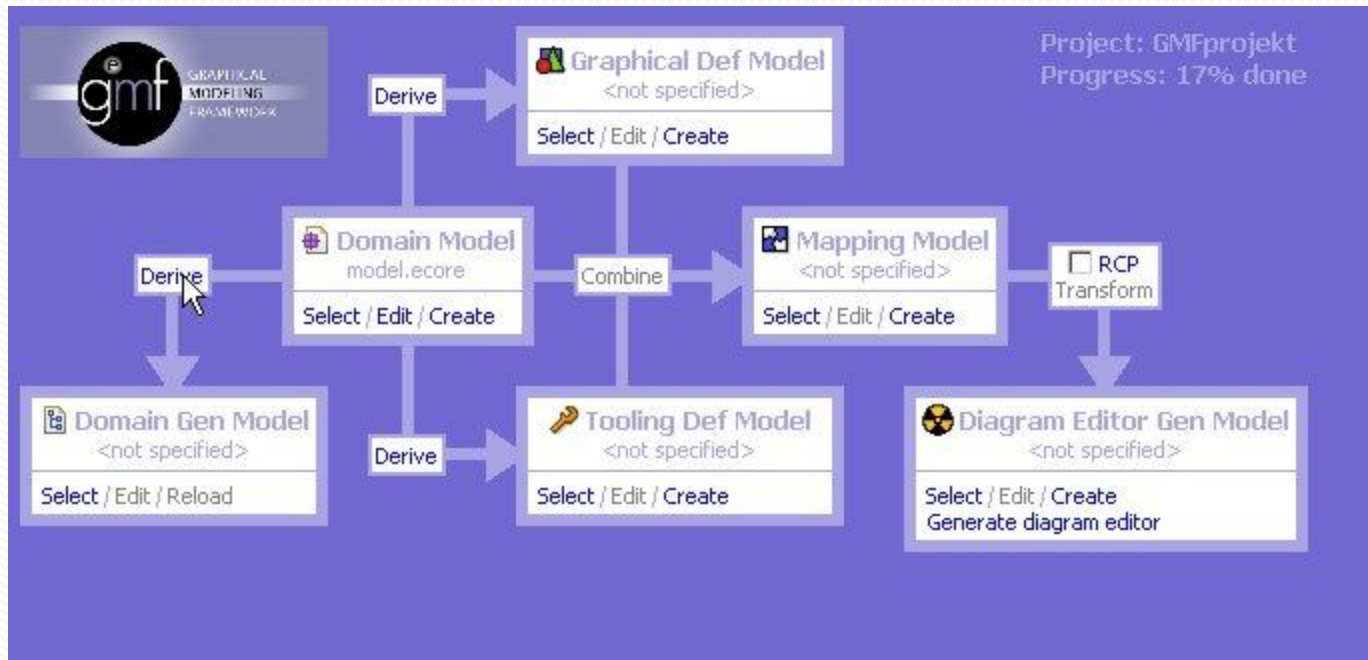 gmf
GRAPHICAL
MODELING
FRAMEWORK
Project: GMFprojekt
Progress: 17% done
Derive
Graphical Def Model
<not specified>
Select / Edit / Create
Derive
Domain Model
model.ecore
Select / Edit / Create
Combine
Mapping Model
<not specified>
Select / Edit / Create
RCP
Transform
Domain Gen Model
<not specified>
Select / Edit / Reload
Derive
Tooling Def Model
<not specified>
Select / Edit / Create
Diagram Editor Gen Model
<not specified>
Select / Edit / Create
Generate diagram editor